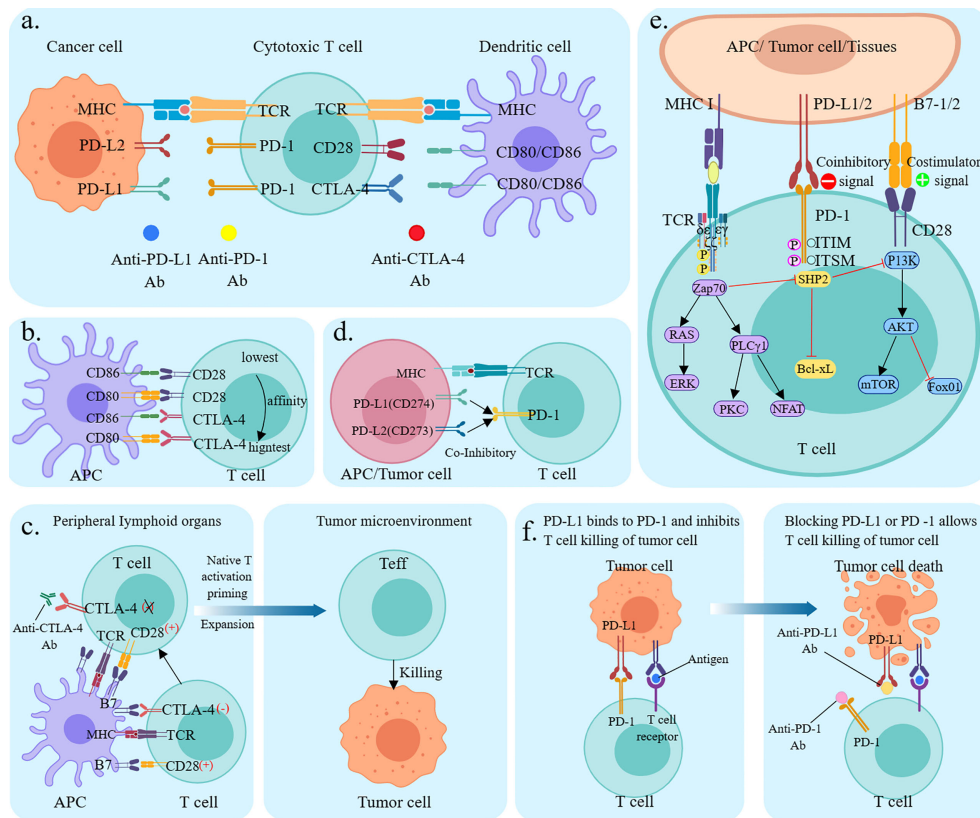 a.
Cancer cell
Cytotoxic T cell
Dendritic cell
MHC
TCR
TCR
MHC
PD-L2
PD-1
CD28
CD80/CD86
PD-L1
PD-1
CTLA-4
CD80/CD86
Anti-PD-L1
Ab
Anti-PD-1
Ab
Anti-CTLA-4
Ab
b.
CD86
CD28
lowest
CD80
CD28
affinity
CD86
CTLA-4
CD80
CTLA-4
hightest
APC
T cell
d.
MHC
TCR
PD-L1(CD274)
PD-1
PD-L2(CD273)
Co-Inhibitory
APC/Tumor cell
T cell
e.
APC/ Tumor cell/Tissues
MHC I
PD-L1/2
B7-1/2
Coinhibitory
signal
Costimulator
signal
TCR
δε
εγ
ζζ
PD-1
CD28
P
P
P
P
ITIM
ITSM
P13K
Zap70
SHP2
RAS
PLCγ1
AKT
ERK
Bcl-xL
mTOR
Fox01
PKC
NFAT
T cell
c.
Peripheral Iymphoid organs
T cell
CTLA-4
(-)
Anti-CTLA-4
Ab
TCR
CD28(+)
B7
CTLA-4(-)
MHC
TCR
B7
CD28(+)
APC
T cell
Native T
activation
priming
Expansion
Tumor microenvironment
Teff
Killing
Tumor cell
f.
PD-L1 binds to PD-1 and inhibits
T cell killing of tumor cell
Tumor cell
PD-L1
Antigen
PD-1
T cell
receptor
T cell
Blocking PD-L1 or PD -1 allows
T cell killing of tumor cell
Tumor cell death
Anti-PD-L1
Ab
PD-L1
Anti-PD-1
Ab
PD-1
T cell